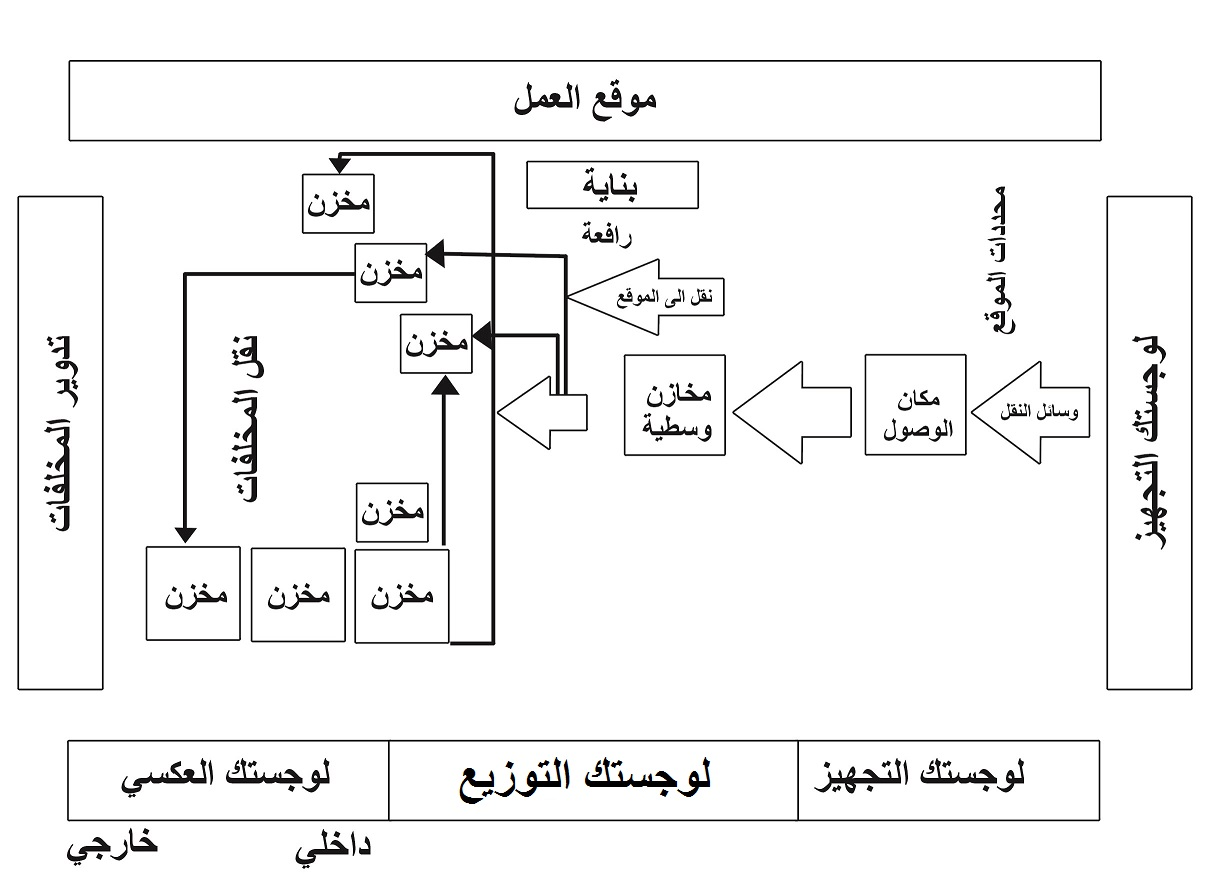 موقع العمل
بناية
رافعة
محددات الموقع
لوجستك التجهيز
وسائل النقل
مكان
الوصول
مخازن
وسطية
نقل الى الموقع
مخزن
مخزن
مخزن
مخزن
مخزن
مخزن
مخزن
نقل المخلفات
تدوير المخلفات
لوجستك التجهيز
لوجستك التوزيع
لوجستك العكسي
داخلي
خارجي